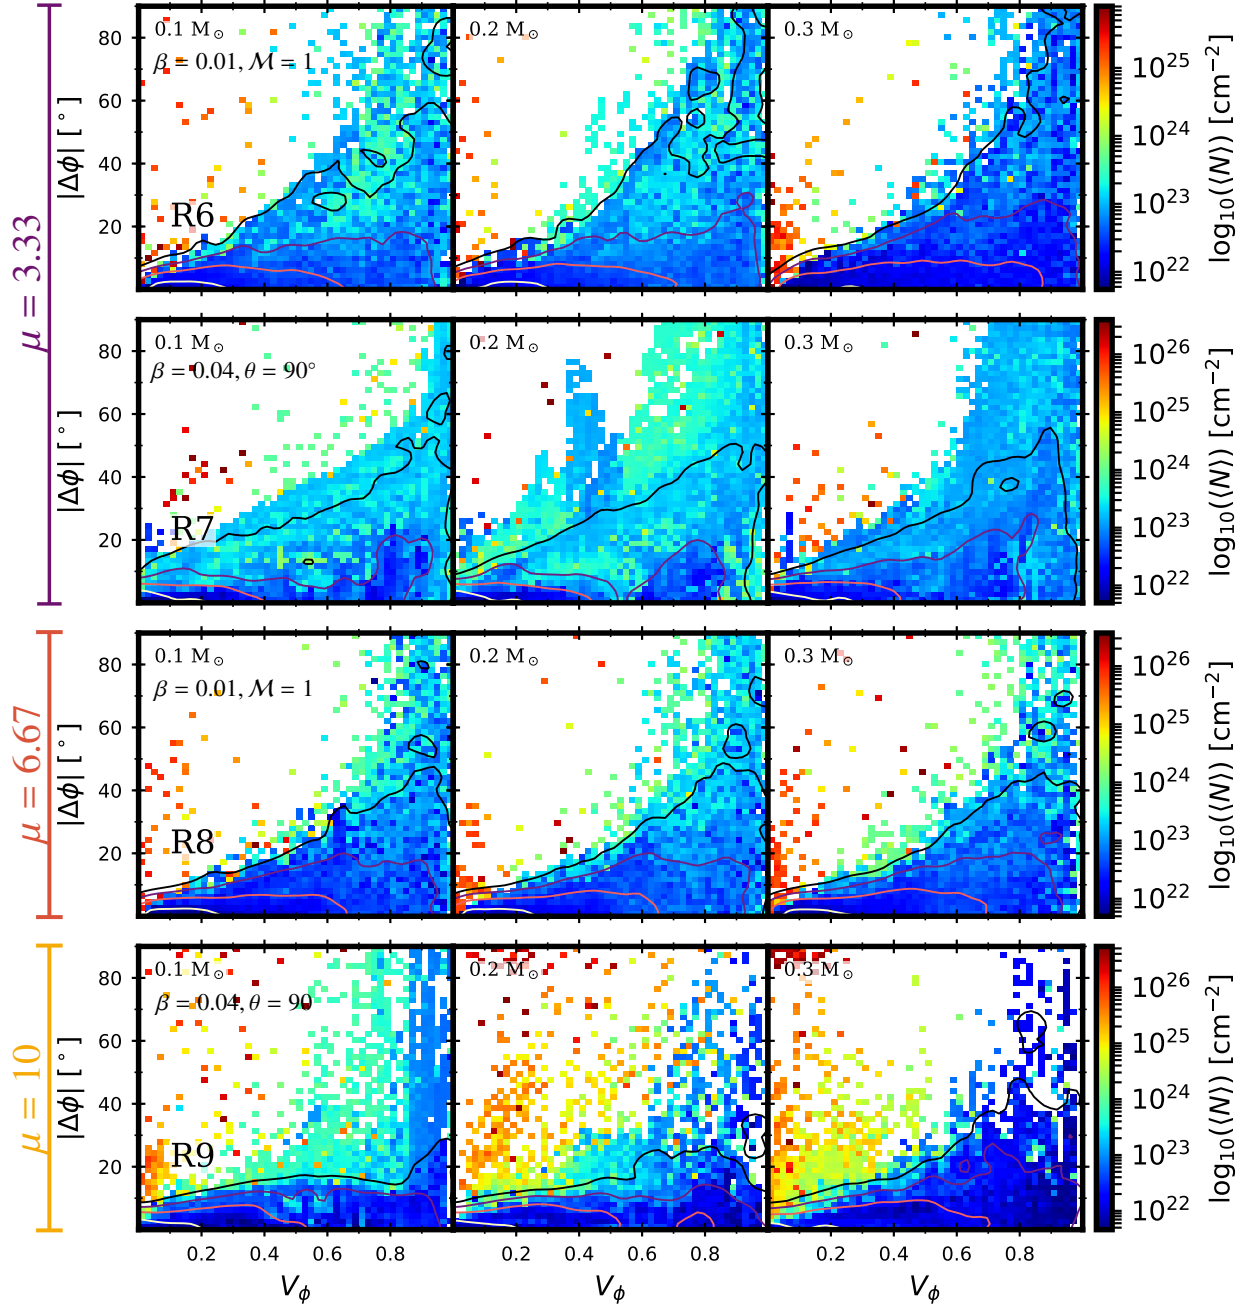 0.1 M⊙ 0.2 M⊙ 0.3 M⊙
β = 0.01, ℳ = 1
R6
80
60
40
20
|Δϕ| [°]
10²⁵
10²⁴
10²³
10²²
log₁₀(⟨N⟩) [cm⁻²]
μ = 3.33
0.1 M⊙ 0.2 M⊙ 0.3 M⊙
β = 0.04, θ = 90°
R7
80
60
40
20
|Δϕ| [°]
10²⁶
10²⁵
10²⁴
10²³
10²²
log₁₀(⟨N⟩) [cm⁻²]
0.1 M⊙ 0.2 M⊙ 0.3 M⊙
β = 0.01, ℳ = 1
R8
80
60
40
20
|Δϕ| [°]
10²⁶
10²⁵
10²⁴
10²³
10²²
log₁₀(⟨N⟩) [cm⁻²]
μ = 6.67
0.1 M⊙ 0.2 M⊙ 0.3 M⊙
β = 0.04, θ = 90
R9
80
60
40
20
|Δϕ| [°]
10²⁶
10²⁵
10²⁴
10²³
10²²
log₁₀(⟨N⟩) [cm⁻²]
μ = 10
0.2 0.4 0.6 0.8 0.2 0.4 0.6 0.8 0.2 0.4 0.6 0.8
V_ϕ V_ϕ V_ϕ